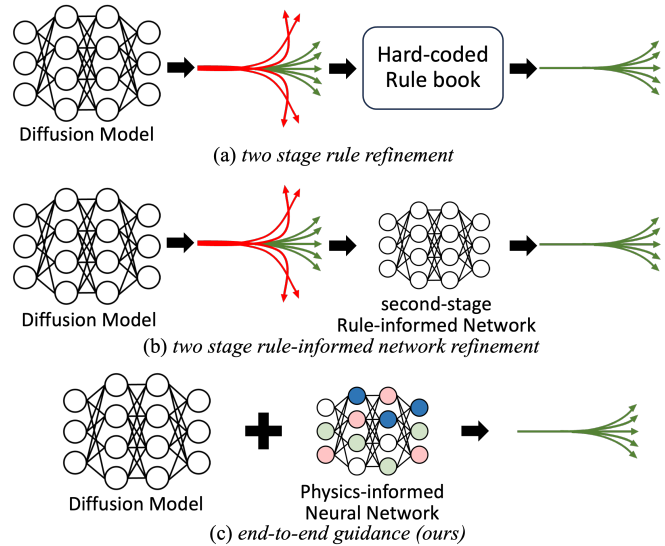 Hard-coded
Rule book
Diffusion Model
(a) two stage rule refinement
second-stage
Diffusion Model
Rule-informed Network
(b) two stage rule-informed network refinement
Diffusion Model
Physics-informed
Neural Network
(c) end-to-end guidance (ours)